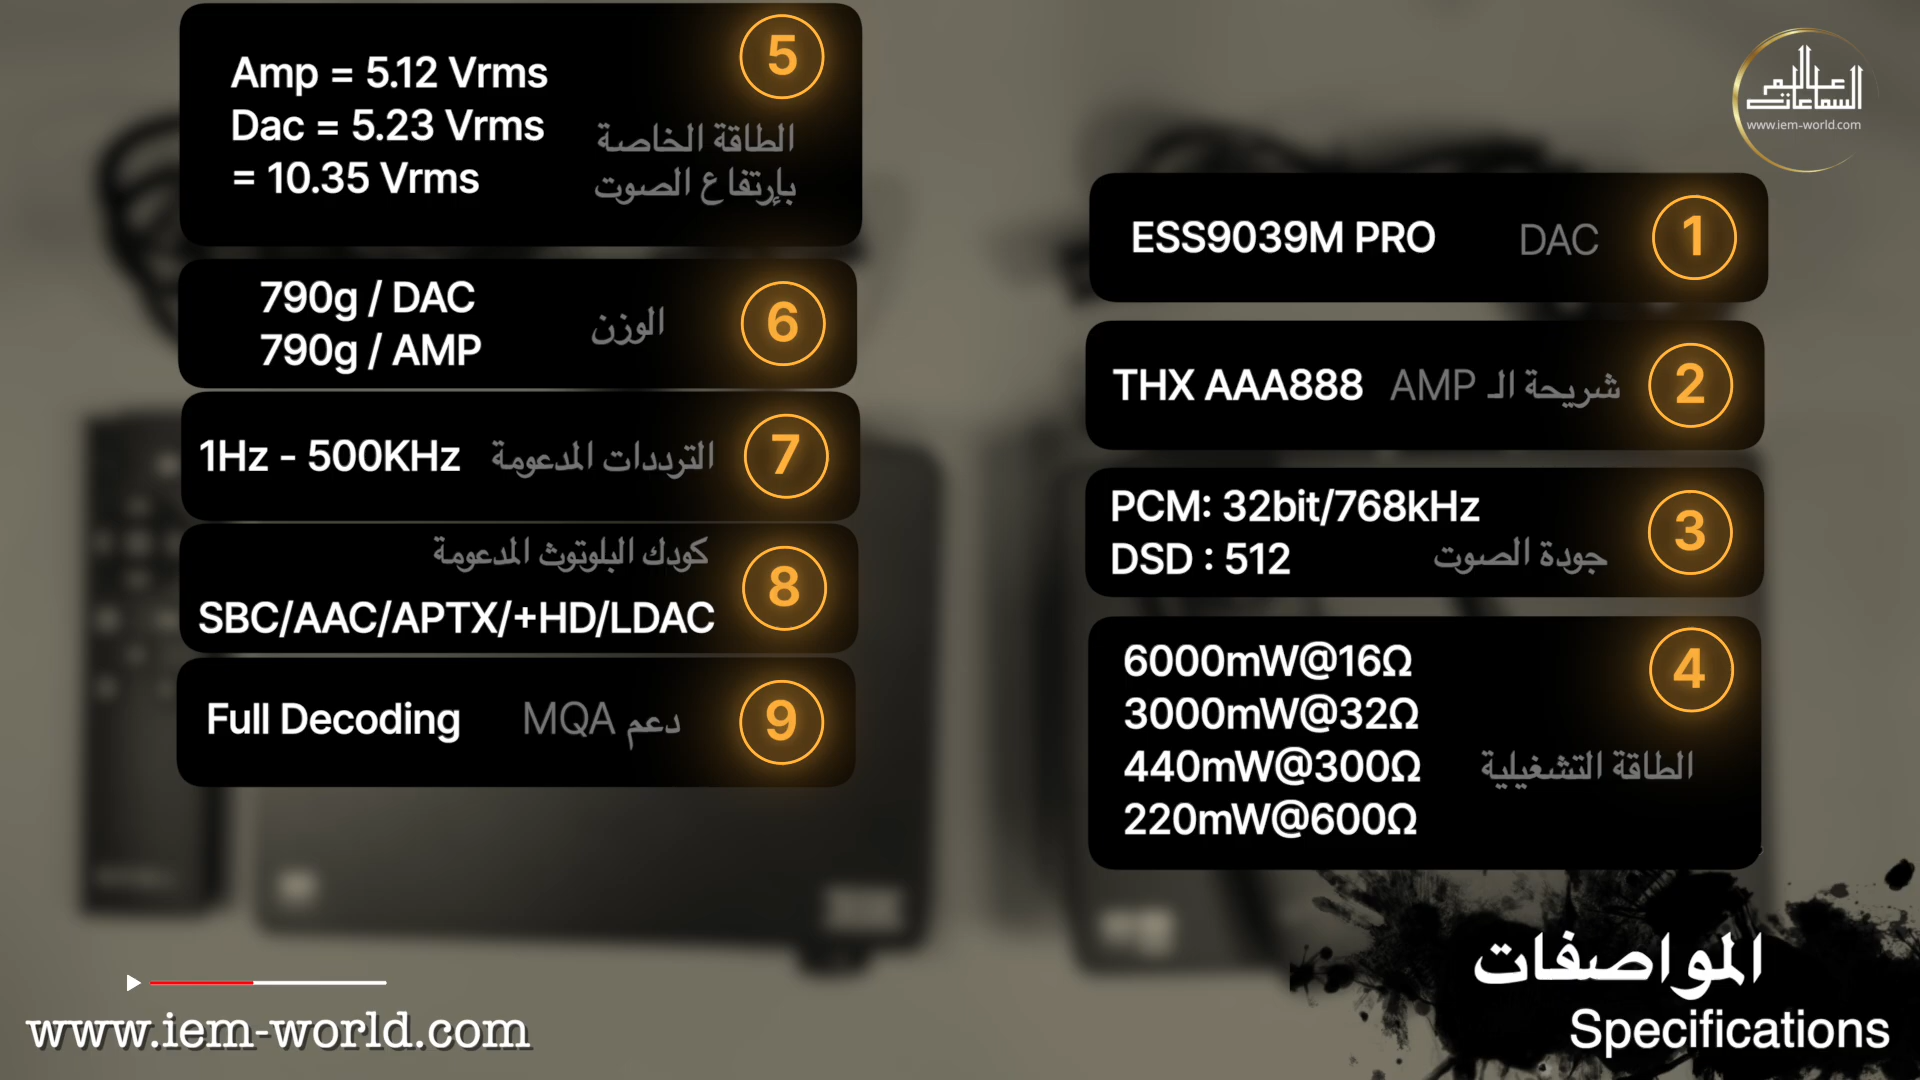 عالم
السماعات
www.iem-world.com
1
DAC
ESS9039M PRO
2
شريحة الـ AMP
THX AAA888
3
PCM: 32bit/768kHz
DSD : 512
جودة الصوت
4
6000mW@16Ω
3000mW@32Ω
440mW@300Ω
220mW@600Ω
الطاقة التشغيلية
5
Amp = 5.12 Vrms
Dac = 5.23 Vrms
= 10.35 Vrms
الطاقة الخاصة
بإرتفاع الصوت
6
790g / DAC
790g / AMP
الوزن
7
الترددات المدعومة
1Hz - 500KHz
8
كودك البلوتوث المدعومة
SBC/AAC/APTX/+HD/LDAC
9
دعم MQA
Full Decoding
المواصفات
Specifications
www.iem-world.com